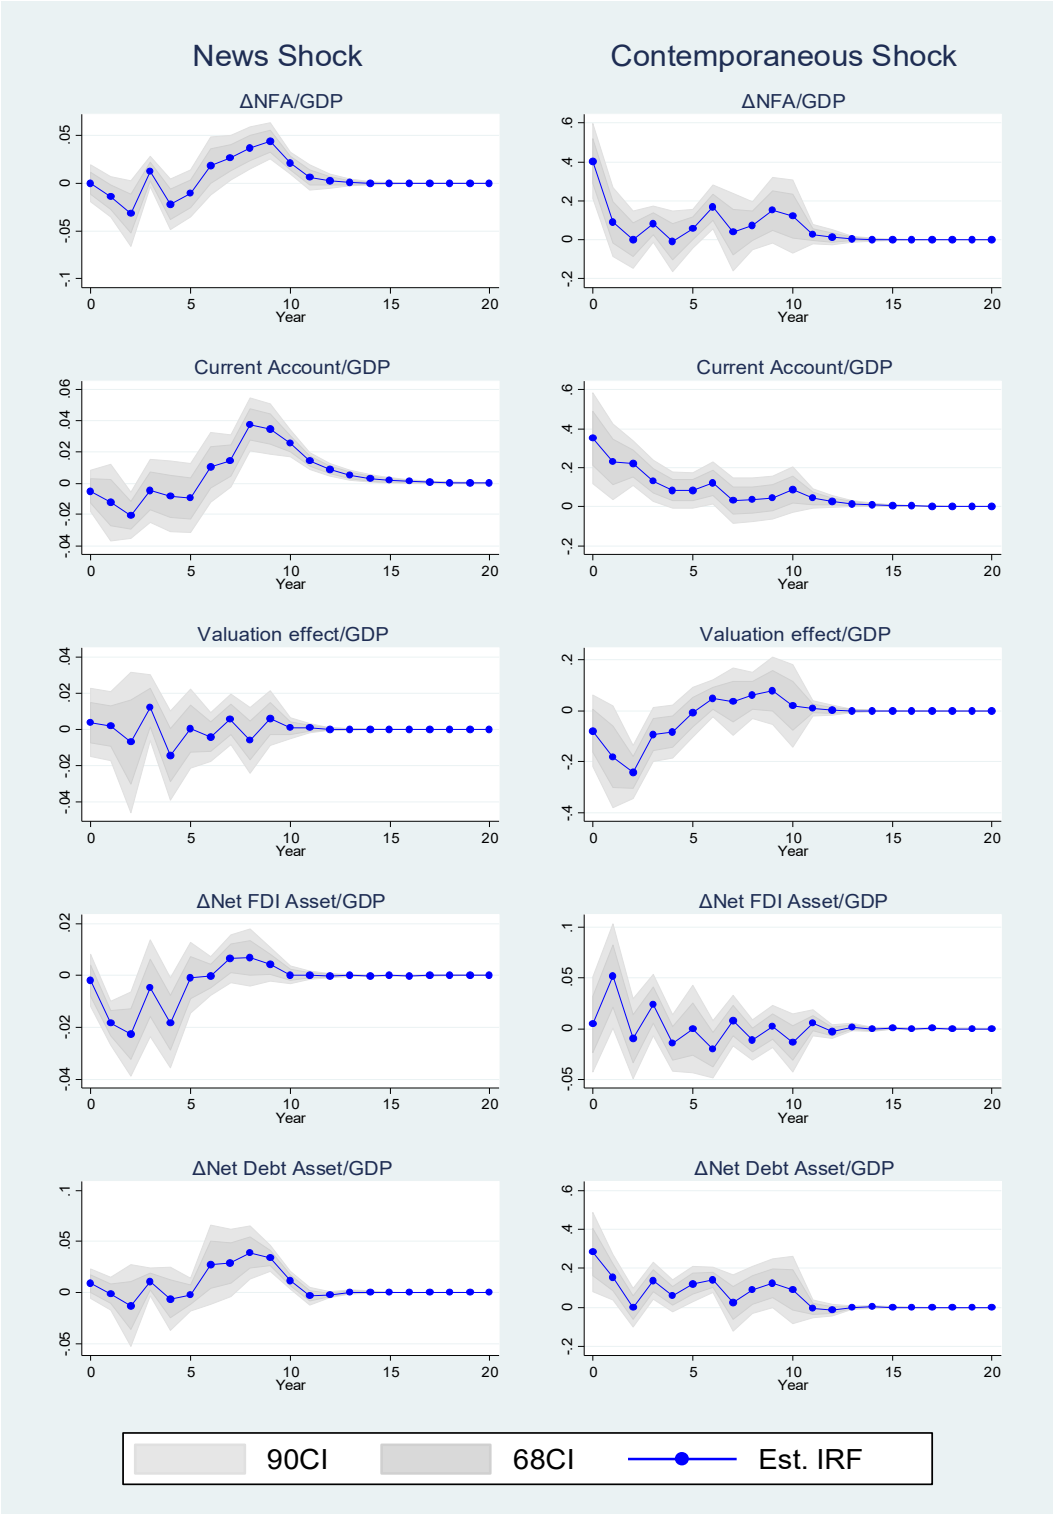 News Shock
Contemporaneous Shock
ΔNFA/GDP
.05
0
-.05
-.1
0 5 10 15 20
Year
ΔNFA/GDP
.6
.4
.2
0
-.2
0 5 10 15 20
Year
Current Account/GDP
.06
.04
.02
0
-.02
-.04
0 5 10 15 20
Year
Current Account/GDP
.6
.4
.2
0
-.2
0 5 10 15 20
Year
Valuation effect/GDP
.04
.02
0
-.02
-.04
0 5 10 15 20
Year
Valuation effect/GDP
.2
0
-.2
-.4
0 5 10 15 20
Year
ΔNet FDI Asset/GDP
.02
0
-.02
-.04
0 5 10 15 20
Year
ΔNet FDI Asset/GDP
.1
.05
0
-.05
0 5 10 15 20
Year
ΔNet Debt Asset/GDP
.1
.05
0
-.05
0 5 10 15 20
Year
ΔNet Debt Asset/GDP
.6
.4
.2
0
-.2
0 5 10 15 20
Year
90CI 68CI Est. IRF